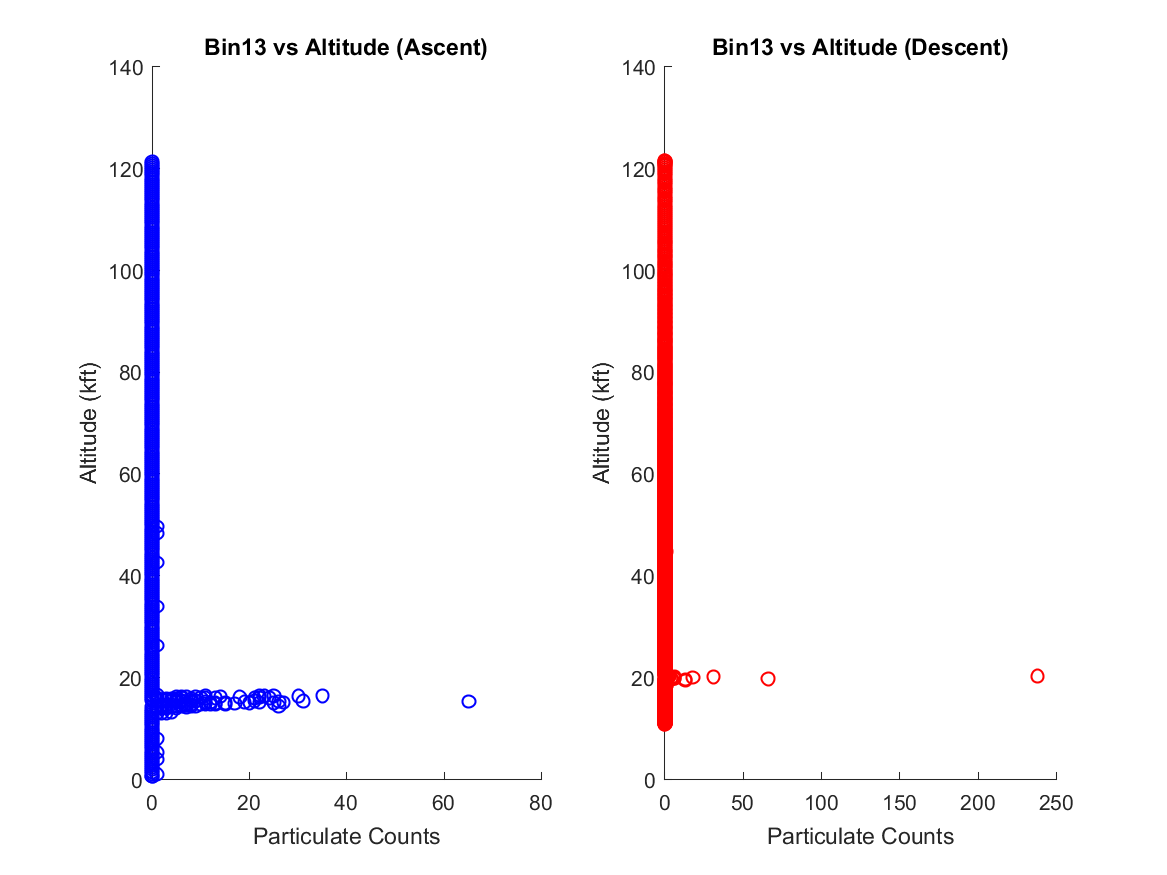 Bin13 vs Altitude (Ascent)
140
120
100
80
60
40
20
0
Altitude (kft)
0 20 40 60 80
Particulate Counts
Bin13 vs Altitude (Descent)
140
120
100
80
60
40
20
0
Altitude (kft)
0 50 100 150 200 250
Particulate Counts